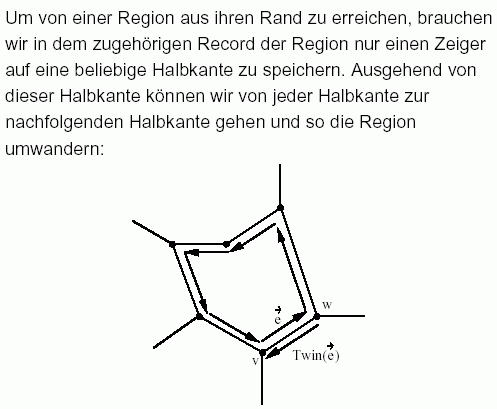 Um von einer Region aus ihren Rand zu erreichen, brauchen
wir in dem zugehörigen Record der Region nur einen Zeiger
auf eine beliebige Halbkante zu speichern. Ausgehend von
dieser Halbkante können wir von jeder Halbkante zur
nachfolgenden Halbkante gehen und so die Region
umwandern:
w
e
v
Twin(e)